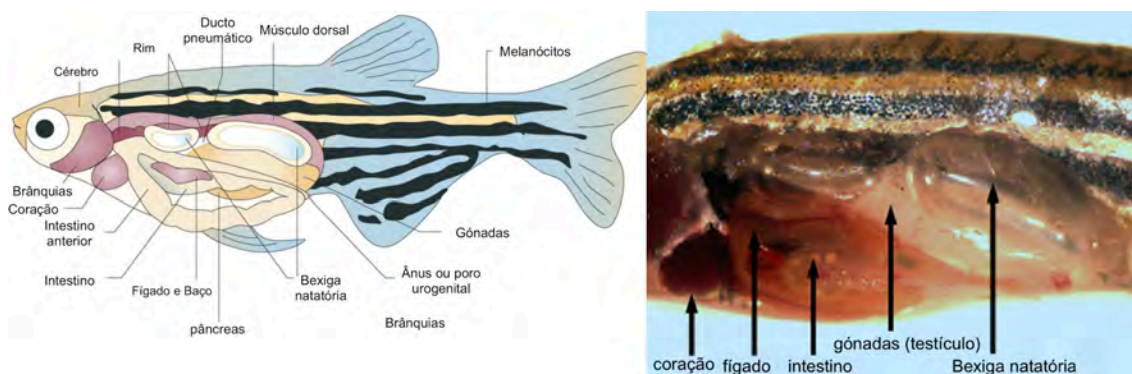 Ducto
pneumático
Músculo dorsal
Rim
Melanócitos
Cérebro
Brânquias
Coração
Intestino
anterior
Gónadas
Intestino
Fígado e Baço
Bexiga
natatória
Ânus ou poro
urogenital
Brânquias
pâncreas
gónadas (testículo)
coração fígado intestino Bexiga natatória